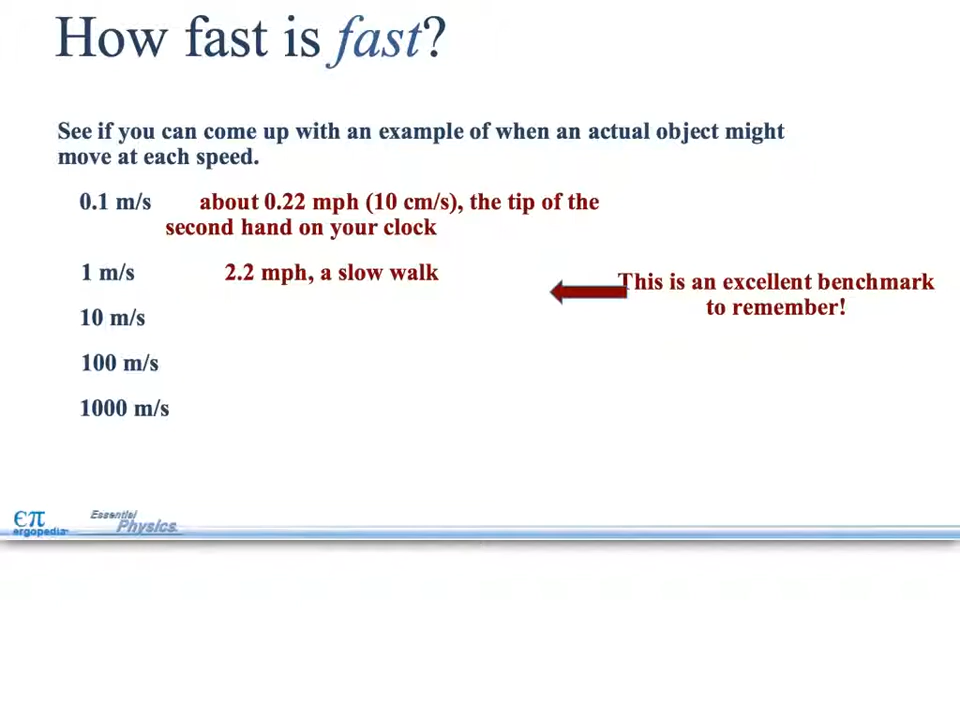 How fast is fast?
See if you can come up with an example of when an actual object might
move at each speed.
0.1 m/s about 0.22 mph (10 cm/s), the tip of the
second hand on your clock
1 m/s 2.2 mph, a slow walk
This is an excellent benchmark
to remember!
10 m/s
100 m/s
1000 m/s
επ
ergopedia
Essential
Physics